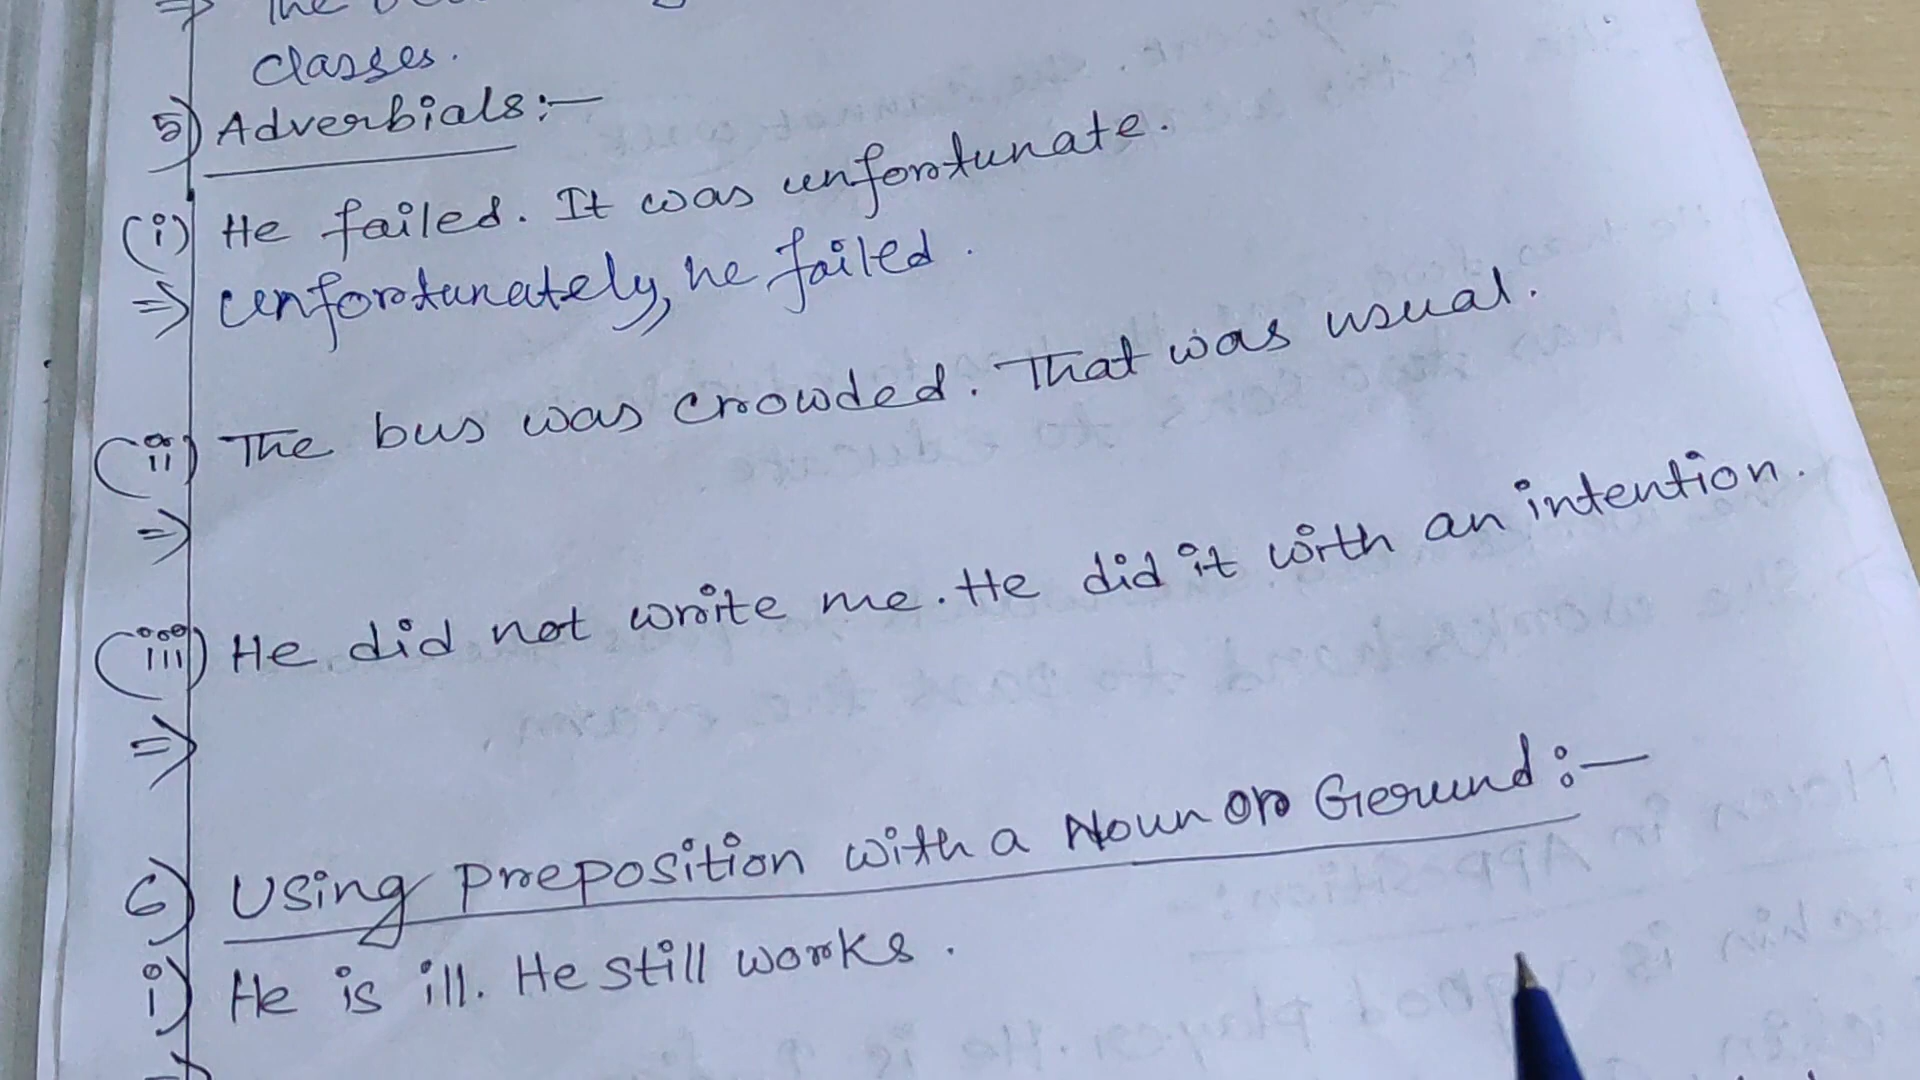 ⇒ The
classes.
5) Adverbials:—
(i) He failed. It was unfortunate.
⇒ unfortunately, he failed.
(ii) The bus was crowded. That was usual.
⇒
(iii) He did not write me. He did it with an intention.
⇒
6) Using preposition with a Noun or Gerund:—
i) He is ill. He still works.